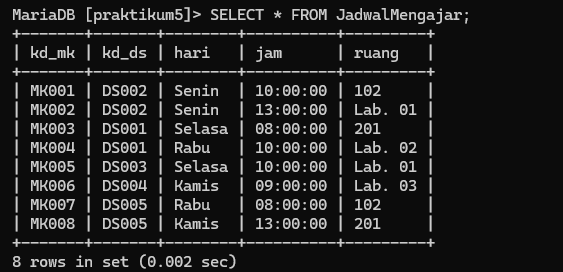 MariaDB [praktikum5]> SELECT * FROM JadwalMengajar;
+-------+-------+--------+----------+---------+
| kd_mk | kd_ds | hari   | jam      | ruang   |
+-------+-------+--------+----------+---------+
| MK001 | DS002 | Senin  | 10:00:00 | 102     |
| MK002 | DS002 | Senin  | 13:00:00 | Lab. 01 |
| MK003 | DS001 | Selasa | 08:00:00 | 201     |
| MK004 | DS001 | Rabu   | 10:00:00 | Lab. 02 |
| MK005 | DS003 | Selasa | 10:00:00 | Lab. 01 |
| MK006 | DS004 | Kamis  | 09:00:00 | Lab. 03 |
| MK007 | DS005 | Rabu   | 08:00:00 | 102     |
| MK008 | DS005 | Kamis  | 13:00:00 | 201     |
+-------+-------+--------+----------+---------+
8 rows in set (0.002 sec)